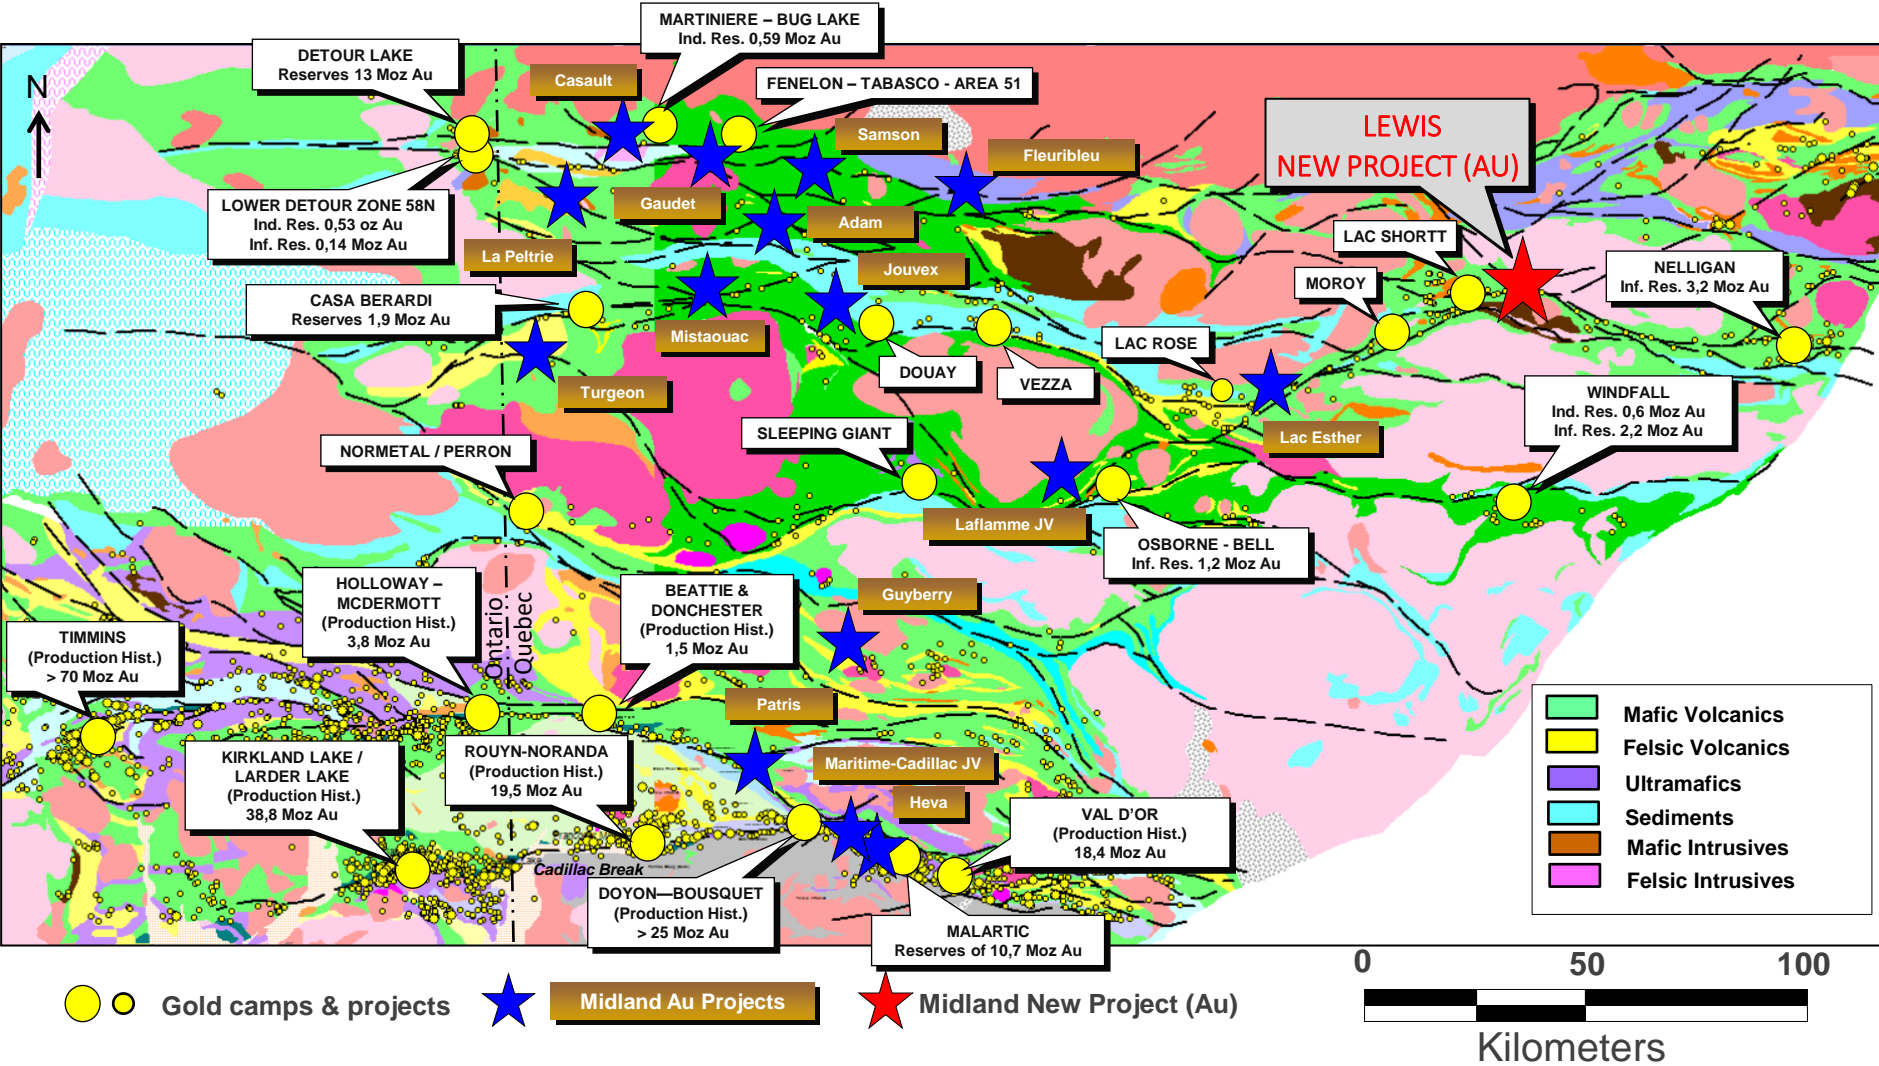 MARTINIERE – BUG LAKE
Ind. Res. 0,59 Moz Au
DETOUR LAKE
Reserves 13 Moz Au
Casault
FENELON – TABASCO - AREA 51
N
Samson
Fleuribleu
LEWIS
NEW PROJECT (AU)
LOWER DETOUR ZONE 58N
Ind. Res. 0,53 oz Au
Inf. Res. 0,14 Moz Au
Gaudet
Adam
LAC SHORTT
La Peltrie
Jouvex
MOROY
NELLIGAN
Inf. Res. 3,2 Moz Au
CASA BERARDI
Reserves 1,9 Moz Au
Mistaouac
LAC ROSE
DOUAY
VEZZA
Turgeon
WINDFALL
Ind. Res. 0,6 Moz Au
Inf. Res. 2,2 Moz Au
SLEEPING GIANT
Lac Esther
NORMETAL / PERRON
Laflamme JV
OSBORNE - BELL
Inf. Res. 1,2 Moz Au
HOLLOWAY –
MCDERMOTT
(Production Hist.)
3,8 Moz Au
Ontario
Quebec
BEATTIE &
DONCHESTER
(Production Hist.)
1,5 Moz Au
Guyberry
TIMMINS
(Production Hist.)
> 70 Moz Au
Patris
KIRKLAND LAKE /
LARDER LAKE
(Production Hist.)
38,8 Moz Au
ROUYN-NORANDA
(Production Hist.)
19,5 Moz Au
Maritime-Cadillac JV
Heva
VAL D'OR
(Production Hist.)
18,4 Moz Au
Cadillac Break
DOYON—BOUSQUET
(Production Hist.)
> 25 Moz Au
MALARTIC
Reserves of 10,7 Moz Au
Mafic Volcanics
Felsic Volcanics
Ultramafics
Sediments
Mafic Intrusives
Felsic Intrusives
0 50 100
Kilometers
Gold camps & projects
Midland Au Projects
Midland New Project (Au)